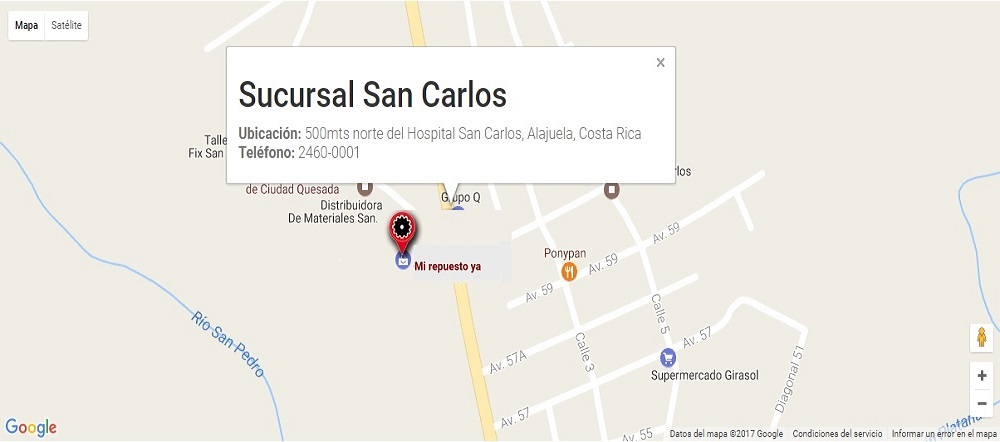 Mapa
Satélite
×
Sucursal San Carlos
Ubicación: 500mts norte del Hospital San Carlos, Alajuela, Costa Rica
Teléfono: 2460-0001
Talle
Fix San
de Ciudad Quesada
Distribuidora
De Materiales San.
Grupo Q
rlos
Mi repuesto ya
Ponypan
Av. 59
Av. 59
Av. 59
Calle 5
Calle 3
Av. 57
Av. 57A
Av. 57
Av. 55
Diagonal 51
Río San Pedro
Supermercado Girasol
+
−
Google
Datos del mapa ©2017 Google
Condiciones del servicio
Informar un error en el mapa